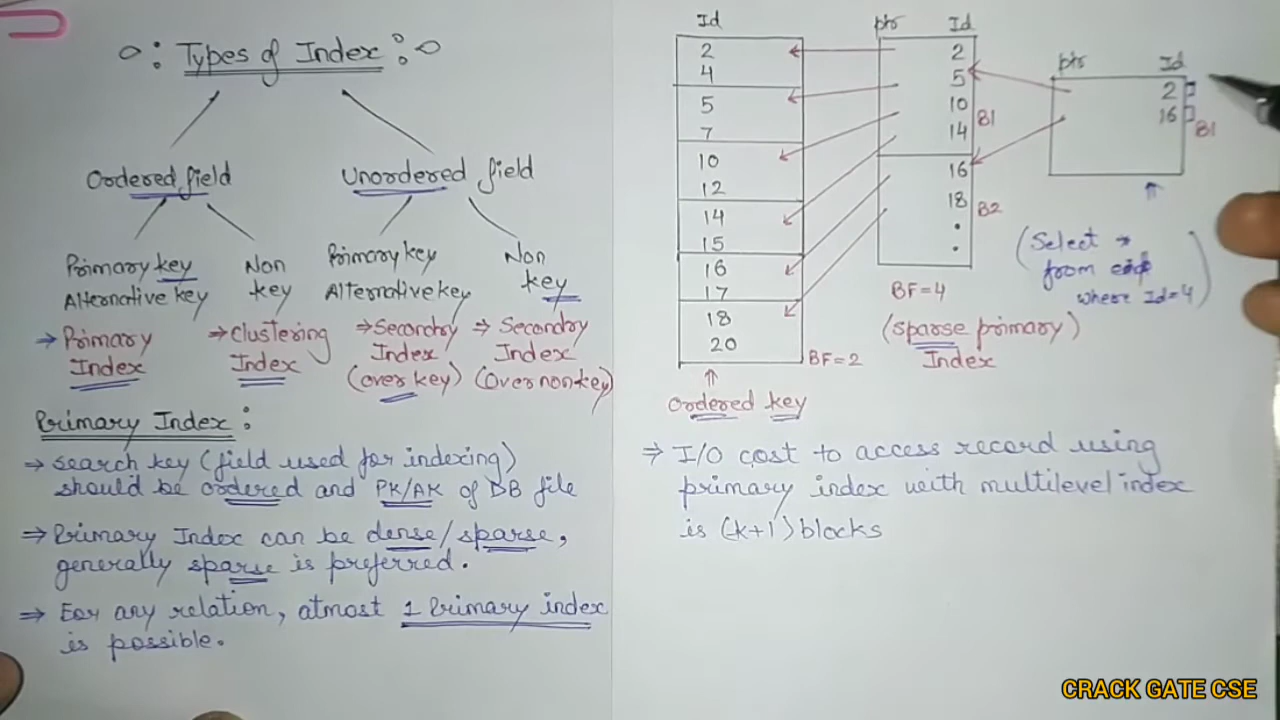 Types of Index
Ordered field
Unordered field
Primary key
Alternative key
Non
key
Primary key
Alternative key
Non
key
→ Primary
Index
⇒ Clustering
Index
⇒ Secondry
Index
(over key)
⇒ Secondry
Index
(Over nonkey)
Primary Index :
→ Search key (field used for indexing)
should be ordered and PK/AK of DB file
⇒ Primary Index can be dense/sparse,
generally sparse is preferred.
⇒ For any relation, atmost 1 Primary index
is possible.
Id
2
4
5
7
10
12
14
15
16
17
18
20
BF=2
Ordered key
ptr Id
2
5
10
14
B1
16
18
B2
BF=4
(sparse primary)
Index
ptr Id
2
16
B1
(Select *
from
where Id=4)
⇒ I/O cost to access record using
primary index with multilevel index
is (k+1) blocks
CRACK GATE CSE